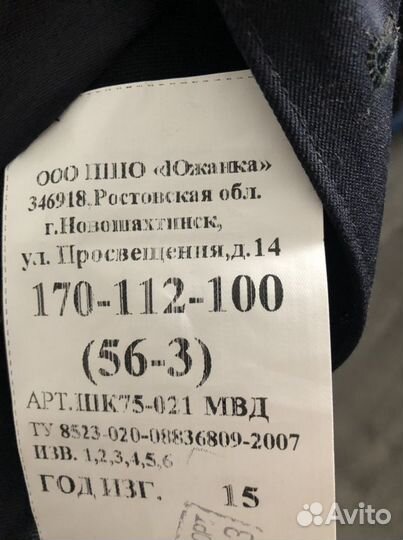 ООО ПШО «Южанка»
346918,Ростовская обл.
г.Новошахтинск,
ул. Просвещения,д.14
170-112-100
(56-3)
АРТ.ШК75-021 МВД
ТУ 8523-020-08836809-2007
ИЗВ. 1,2,3,4,5,6
ГОД ИЗГ. 15
Avito